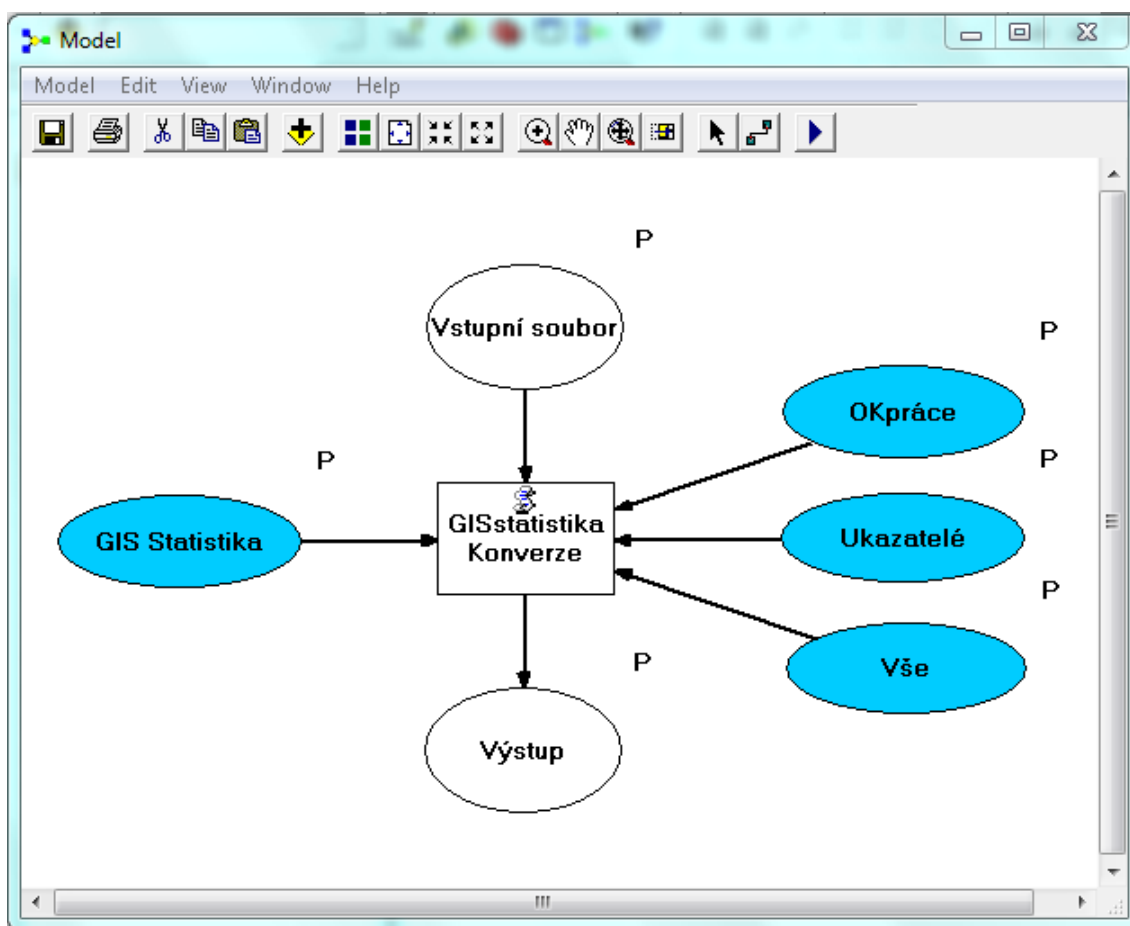 Model
Model Edit View Window Help
P
Vstupní soubor
P
OKpráce
P
P
GIS Statistika
GISstatistika
Konverze
Ukazatelé
P
P
Vše
Výstup